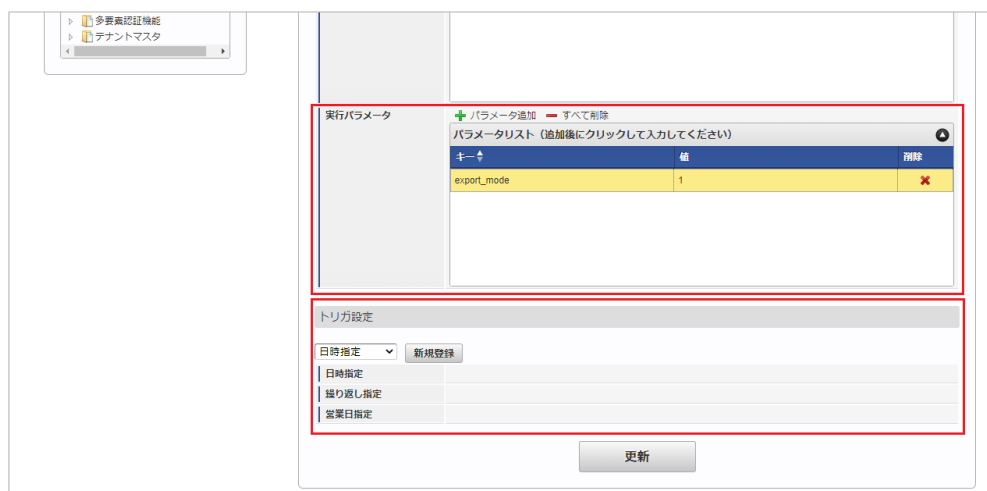 多要素認証機能
テナントマスタ
実行パラメータ
パラメータ追加 すべて削除
パラメータリスト（追加後にクリックして入力してください）
キー 値 削除
export_mode 1
トリガ設定
日時指定 新規登録
日時指定
繰り返し指定
営業日指定
更新